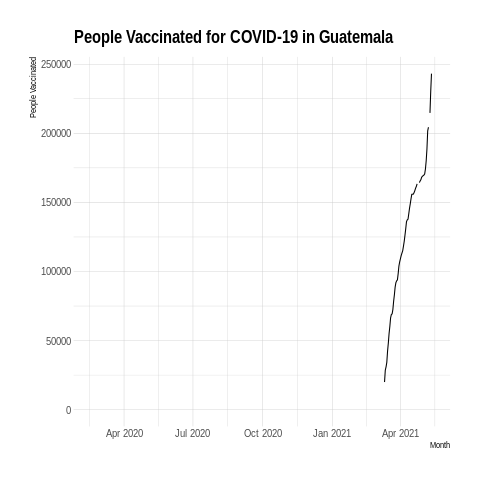 People Vaccinated for COVID-19 in Guatemala
People Vaccinated
250000
200000
150000
100000
50000
0
Apr 2020 Jul 2020 Oct 2020 Jan 2021 Apr 2021
Month